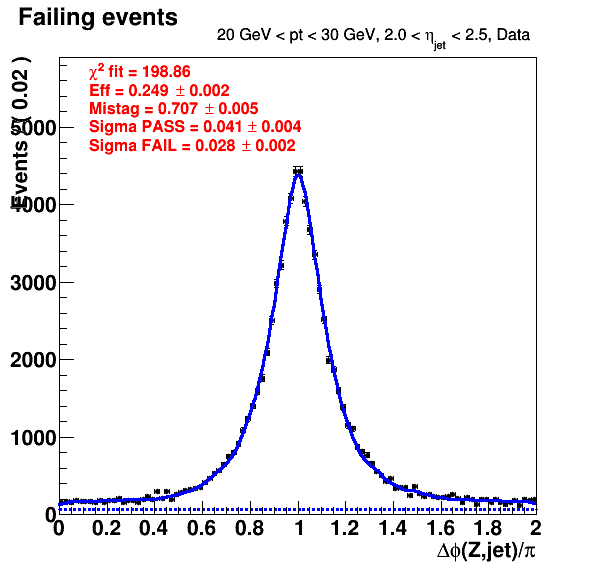 Failing events
20 GeV < pt < 30 GeV, 2.0 < η_jet < 2.5, Data
χ² fit = 198.86
Eff = 0.249 ± 0.002
Mistag = 0.707 ± 0.005
Sigma PASS = 0.041 ± 0.004
Sigma FAIL = 0.028 ± 0.002
Events / ( 0.02 )
5000
4000
3000
2000
1000
0
0 0.2 0.4 0.6 0.8 1 1.2 1.4 1.6 1.8 2
Δφ(Z,jet)/π